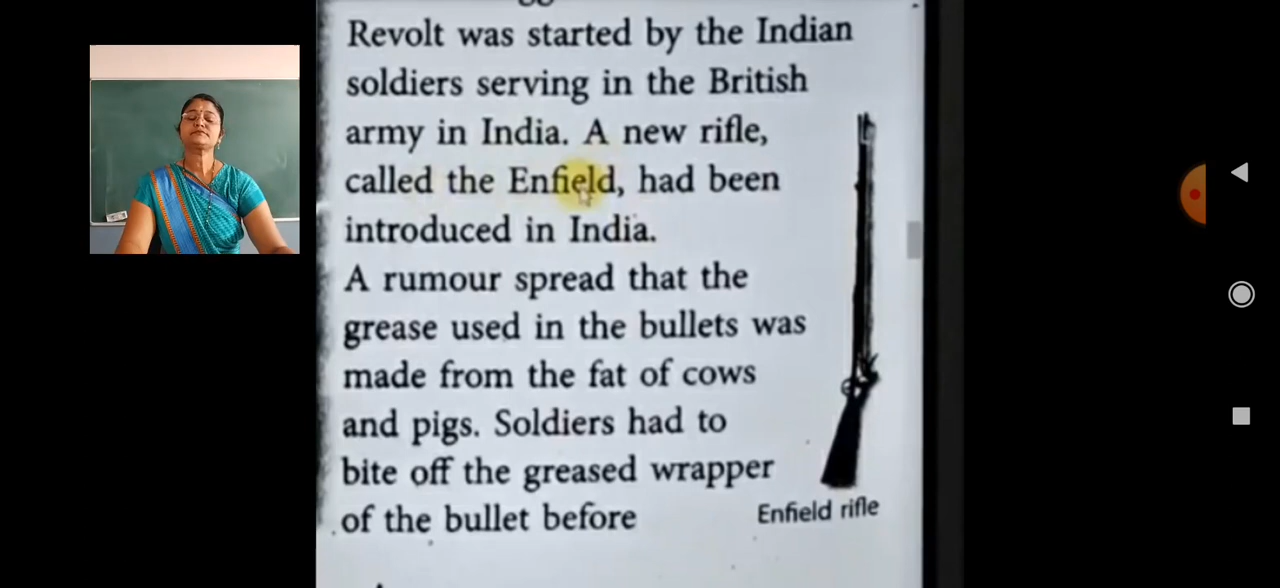 Revolt was started by the Indian
soldiers serving in the British
army in India. A new rifle,
called the Enfield, had been
introduced in India.
A rumour spread that the
grease used in the bullets was
made from the fat of cows
and pigs. Soldiers had to
bite off the greased wrapper
of the bullet before
Enfield rifle